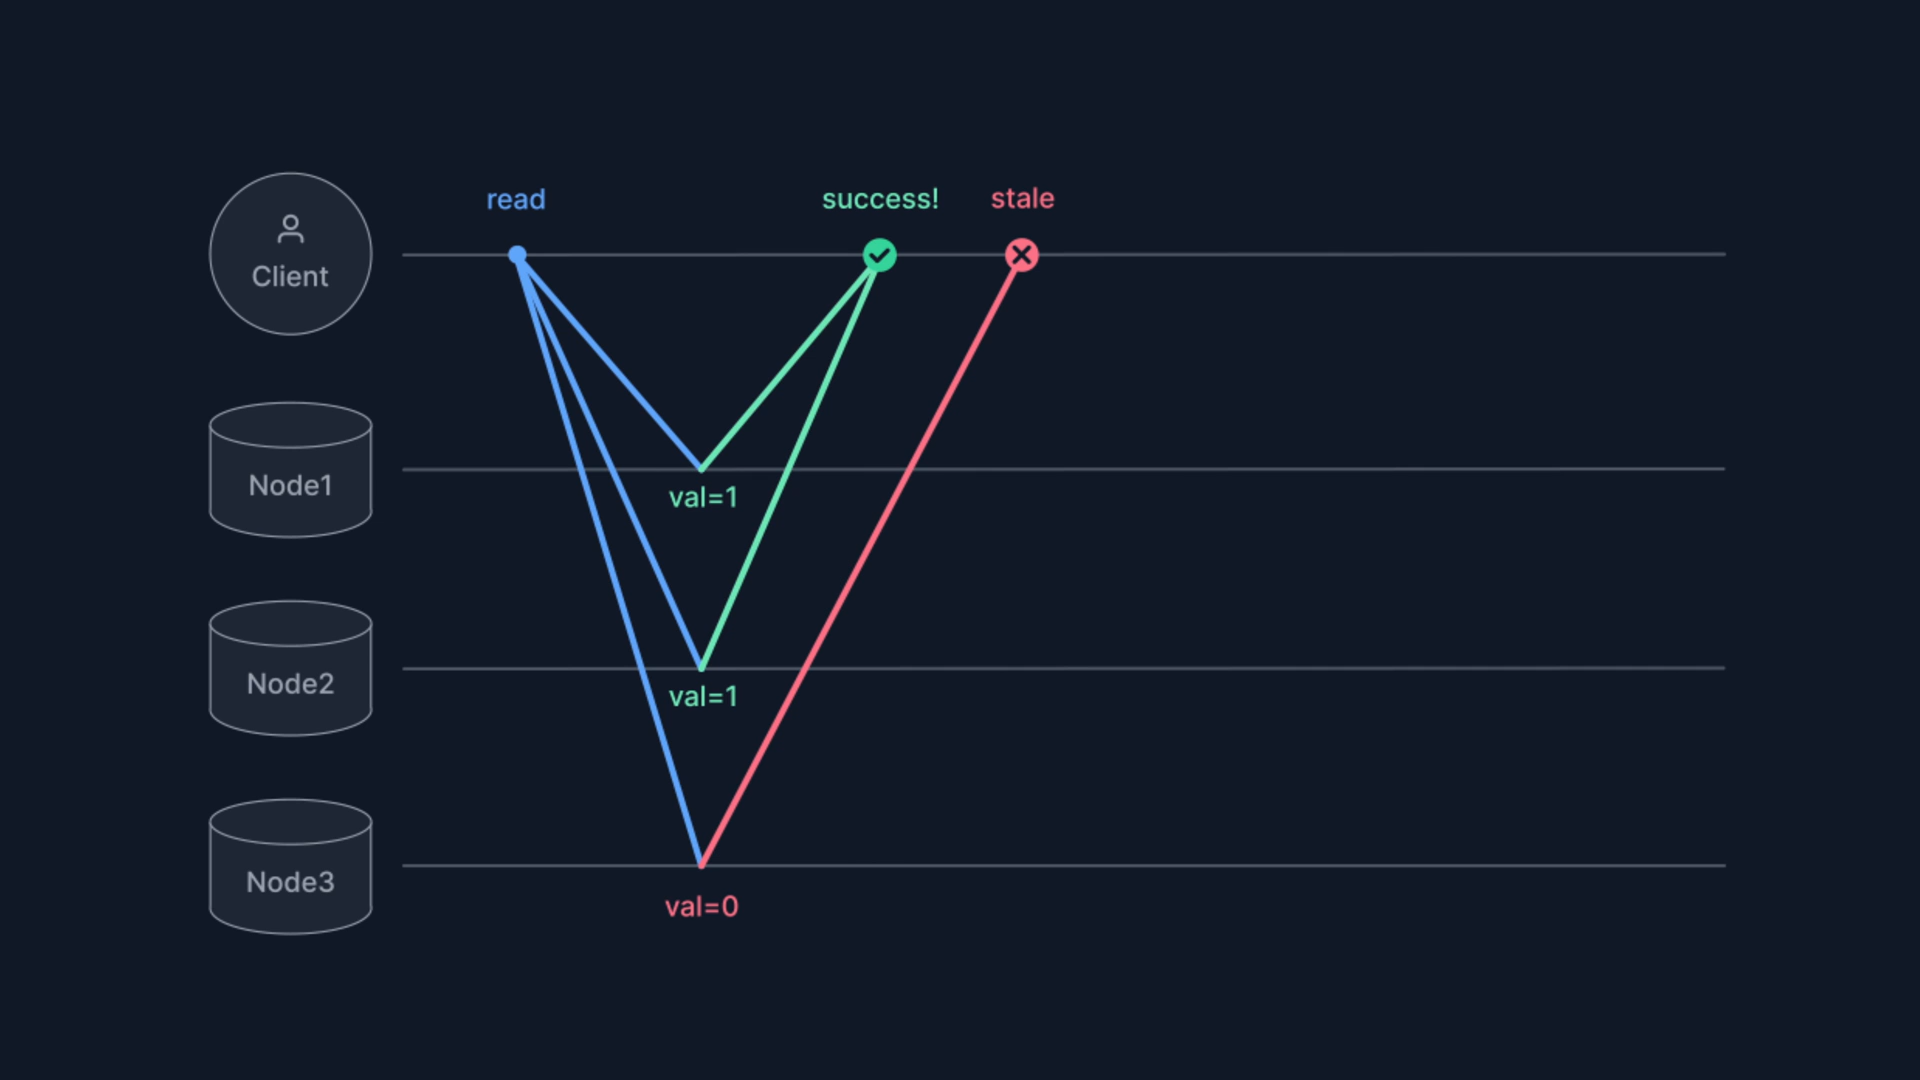 read
success!
stale
Client
Node1
val=1
Node2
val=1
Node3
val=0